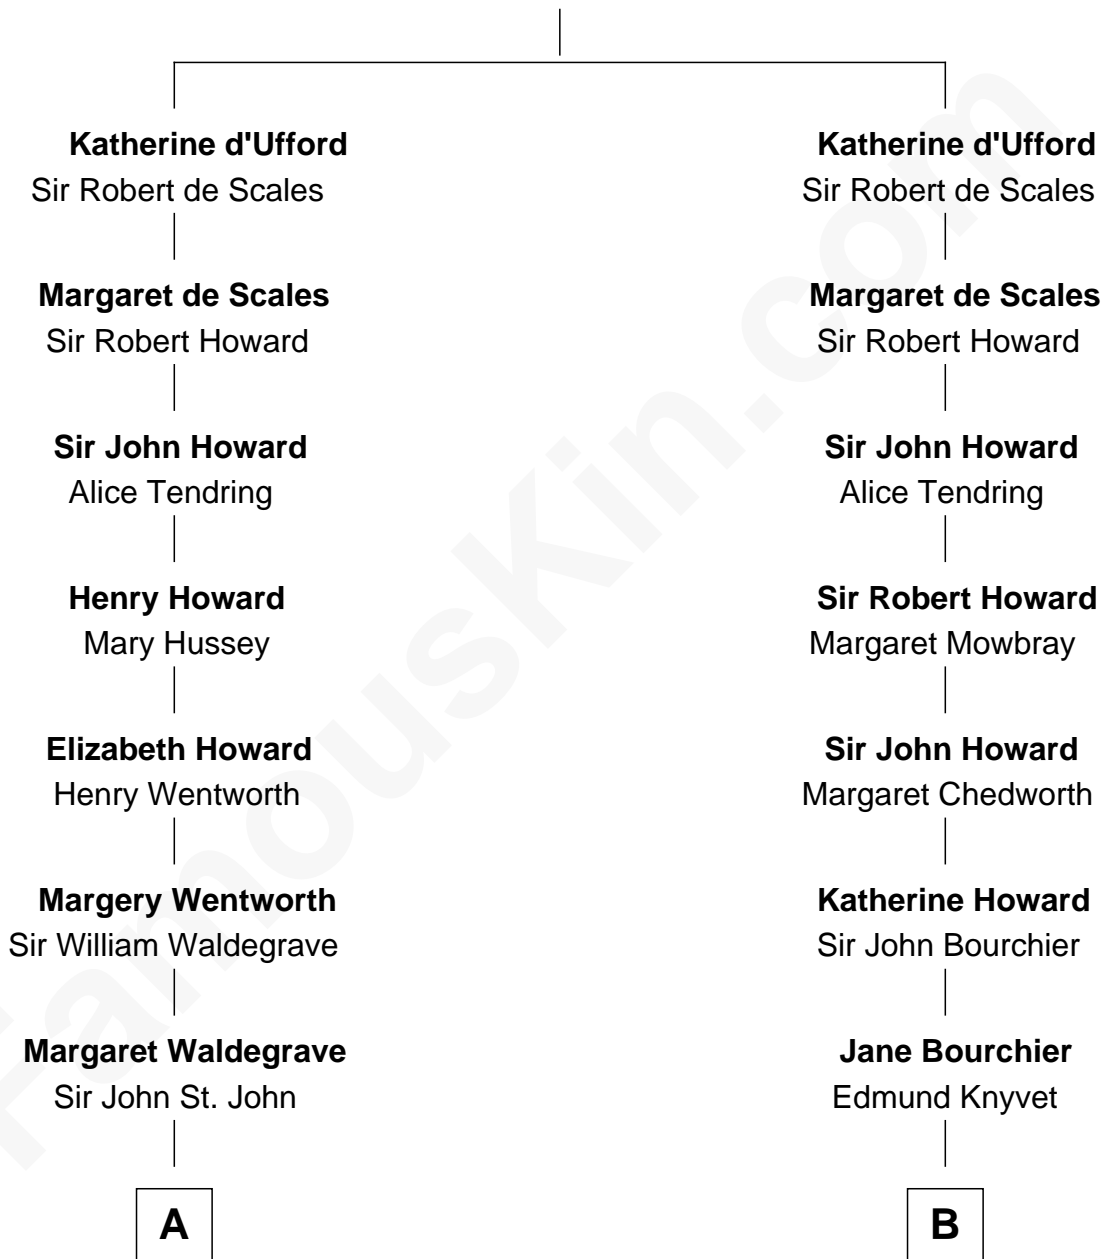 Katherine d'Ufford
Sir Robert de Scales
Margaret de Scales
Sir Robert Howard
Sir John Howard
Alice Tendring
Henry Howard
Mary Hussey
Elizabeth Howard
Henry Wentworth
Margery Wentworth
Sir William Waldegrave
Margaret Waldegrave
Sir John St. John
A
Katherine d'Ufford
Sir Robert de Scales
Margaret de Scales
Sir Robert Howard
Sir John Howard
Alice Tendring
Sir Robert Howard
Margaret Mowbray
Sir John Howard
Margaret Chedworth
Katherine Howard
Sir John Bourchier
Jane Bourchier
Edmund Knyvet
B
FamousKin.com